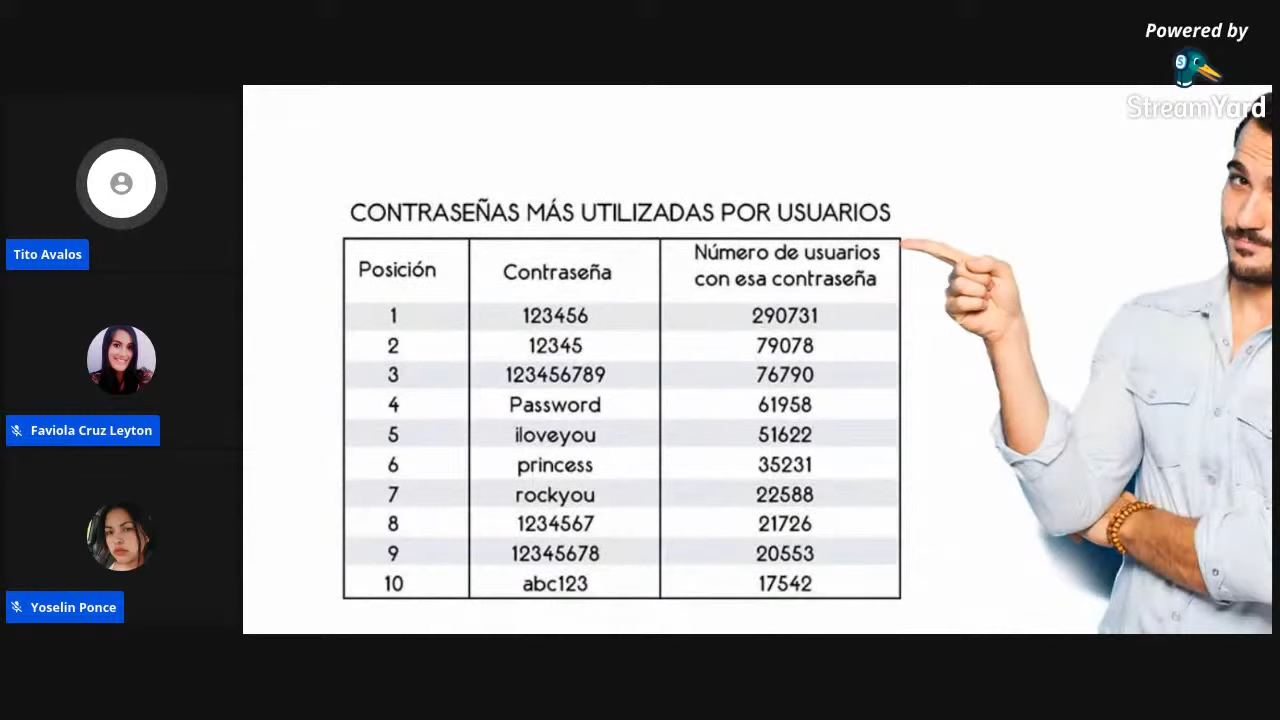 Powered by
StreamYard
Tito Avalos
Faviola Cruz Leyton
Yoselin Ponce
CONTRASEÑAS MÁS UTILIZADAS POR USUARIOS
Posición Contraseña Número de usuarios con esa contraseña
1 123456 290731
2 12345 79078
3 123456789 76790
4 Password 61958
5 iloveyou 51622
6 princess 35231
7 rockyou 22588
8 1234567 21726
9 12345678 20553
10 abc123 17542